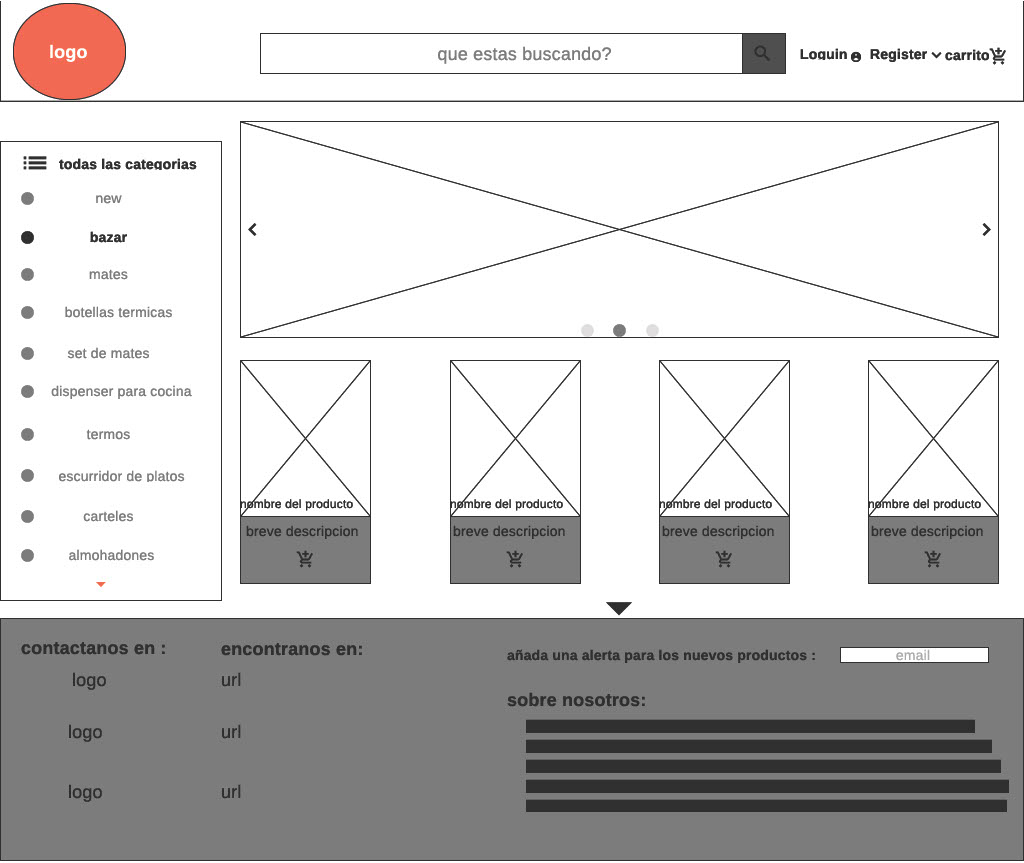 logo
que estas buscando?
Loguin Register carrito
todas las categorias
new
bazar
mates
botellas termicas
set de mates
dispenser para cocina
termos
escurridor de platos
carteles
almohadones
nombre del producto
breve descripcion
nombre del producto
breve descripcion
nombre del producto
breve descripcion
nombre del producto
breve descripcion
contactanos en :
logo
logo
logo
encontranos en:
url
url
url
añada una alerta para los nuevos productos :
email
sobre nosotros: